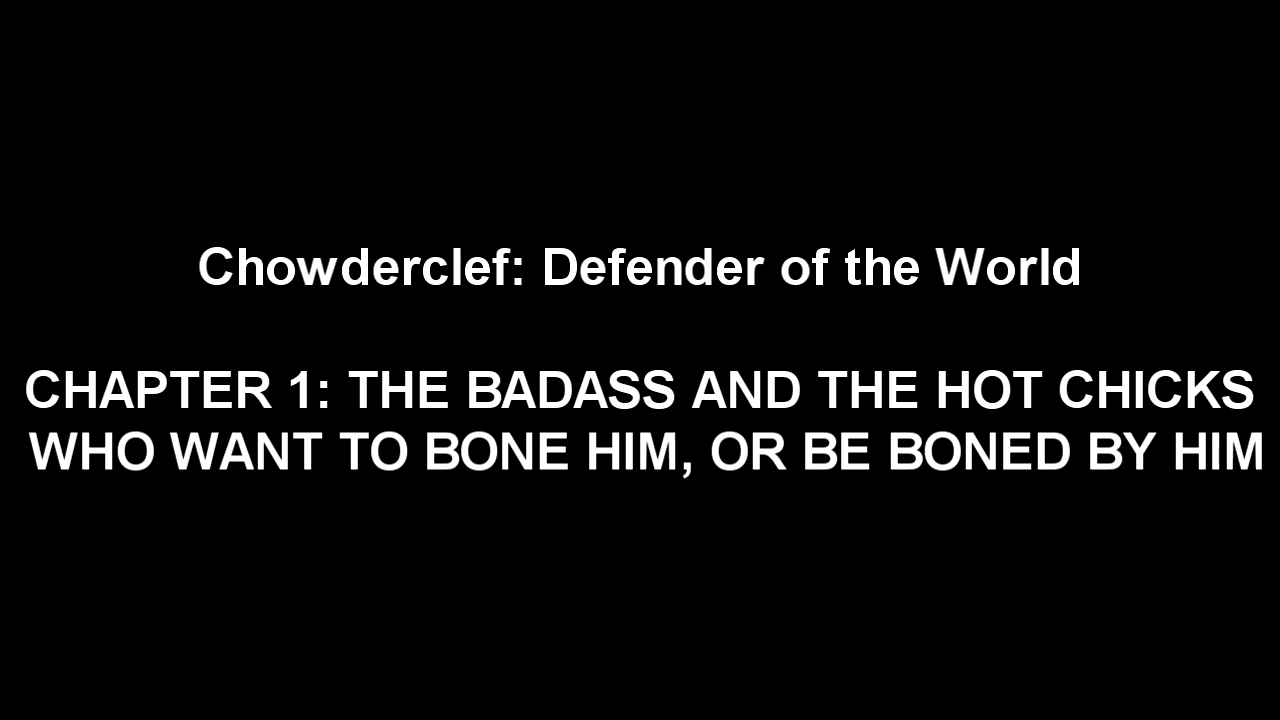 Chowderclef: Defender of the World
CHAPTER 1: THE BADASS AND THE HOT CHICKS
WHO WANT TO BONE HIM, OR BE BONED BY HIM